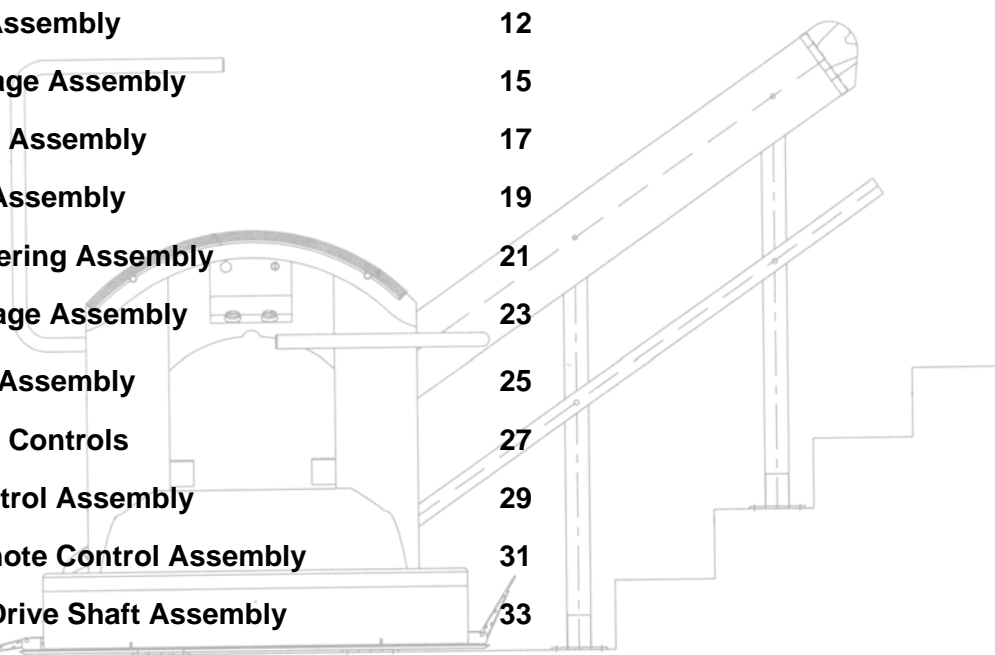 Assembly 12
age Assembly 15
Assembly 17
Assembly 19
ering Assembly 21
age Assembly 23
Assembly 25
Controls 27
trol Assembly 29
note Control Assembly 31
Drive Shaft Assembly 33